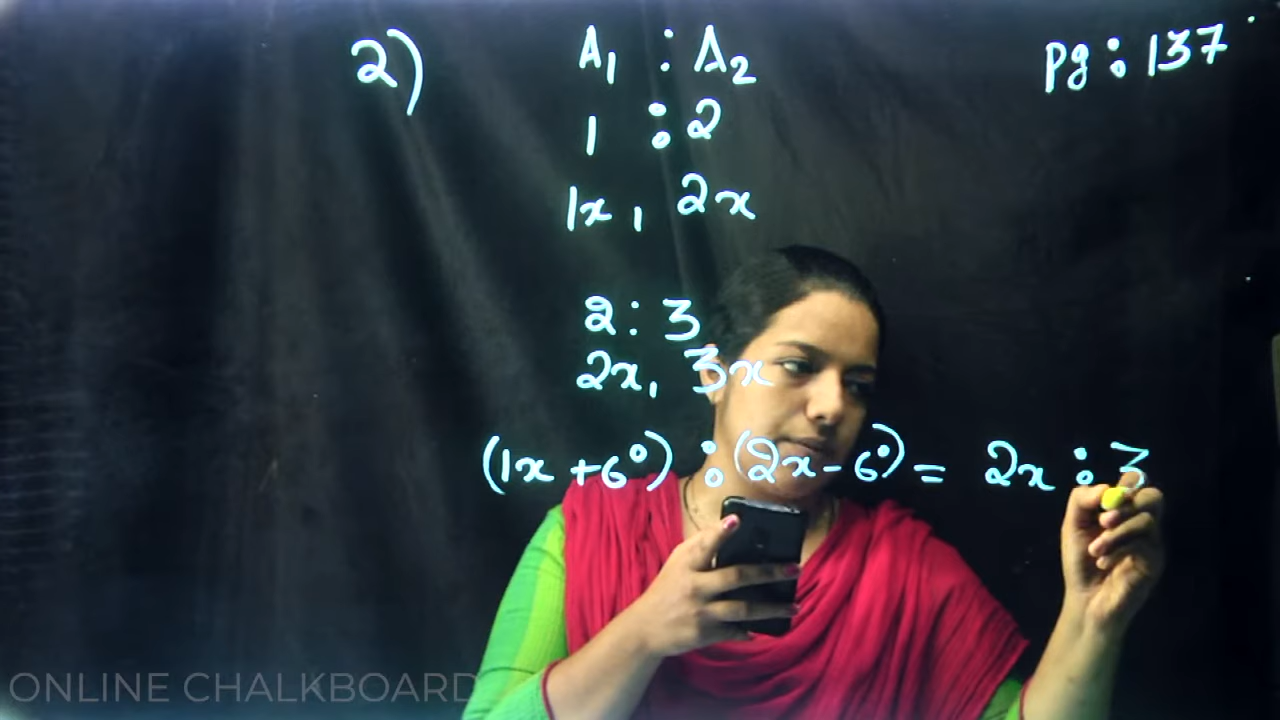 2) A₁ : A₂ pg : 137
1 : 2
1x , 2x
2 : 3
2x, 3x
(1x + 6°) : (2x - 6°) = 2x : 3
ONLINE CHALKBOARD